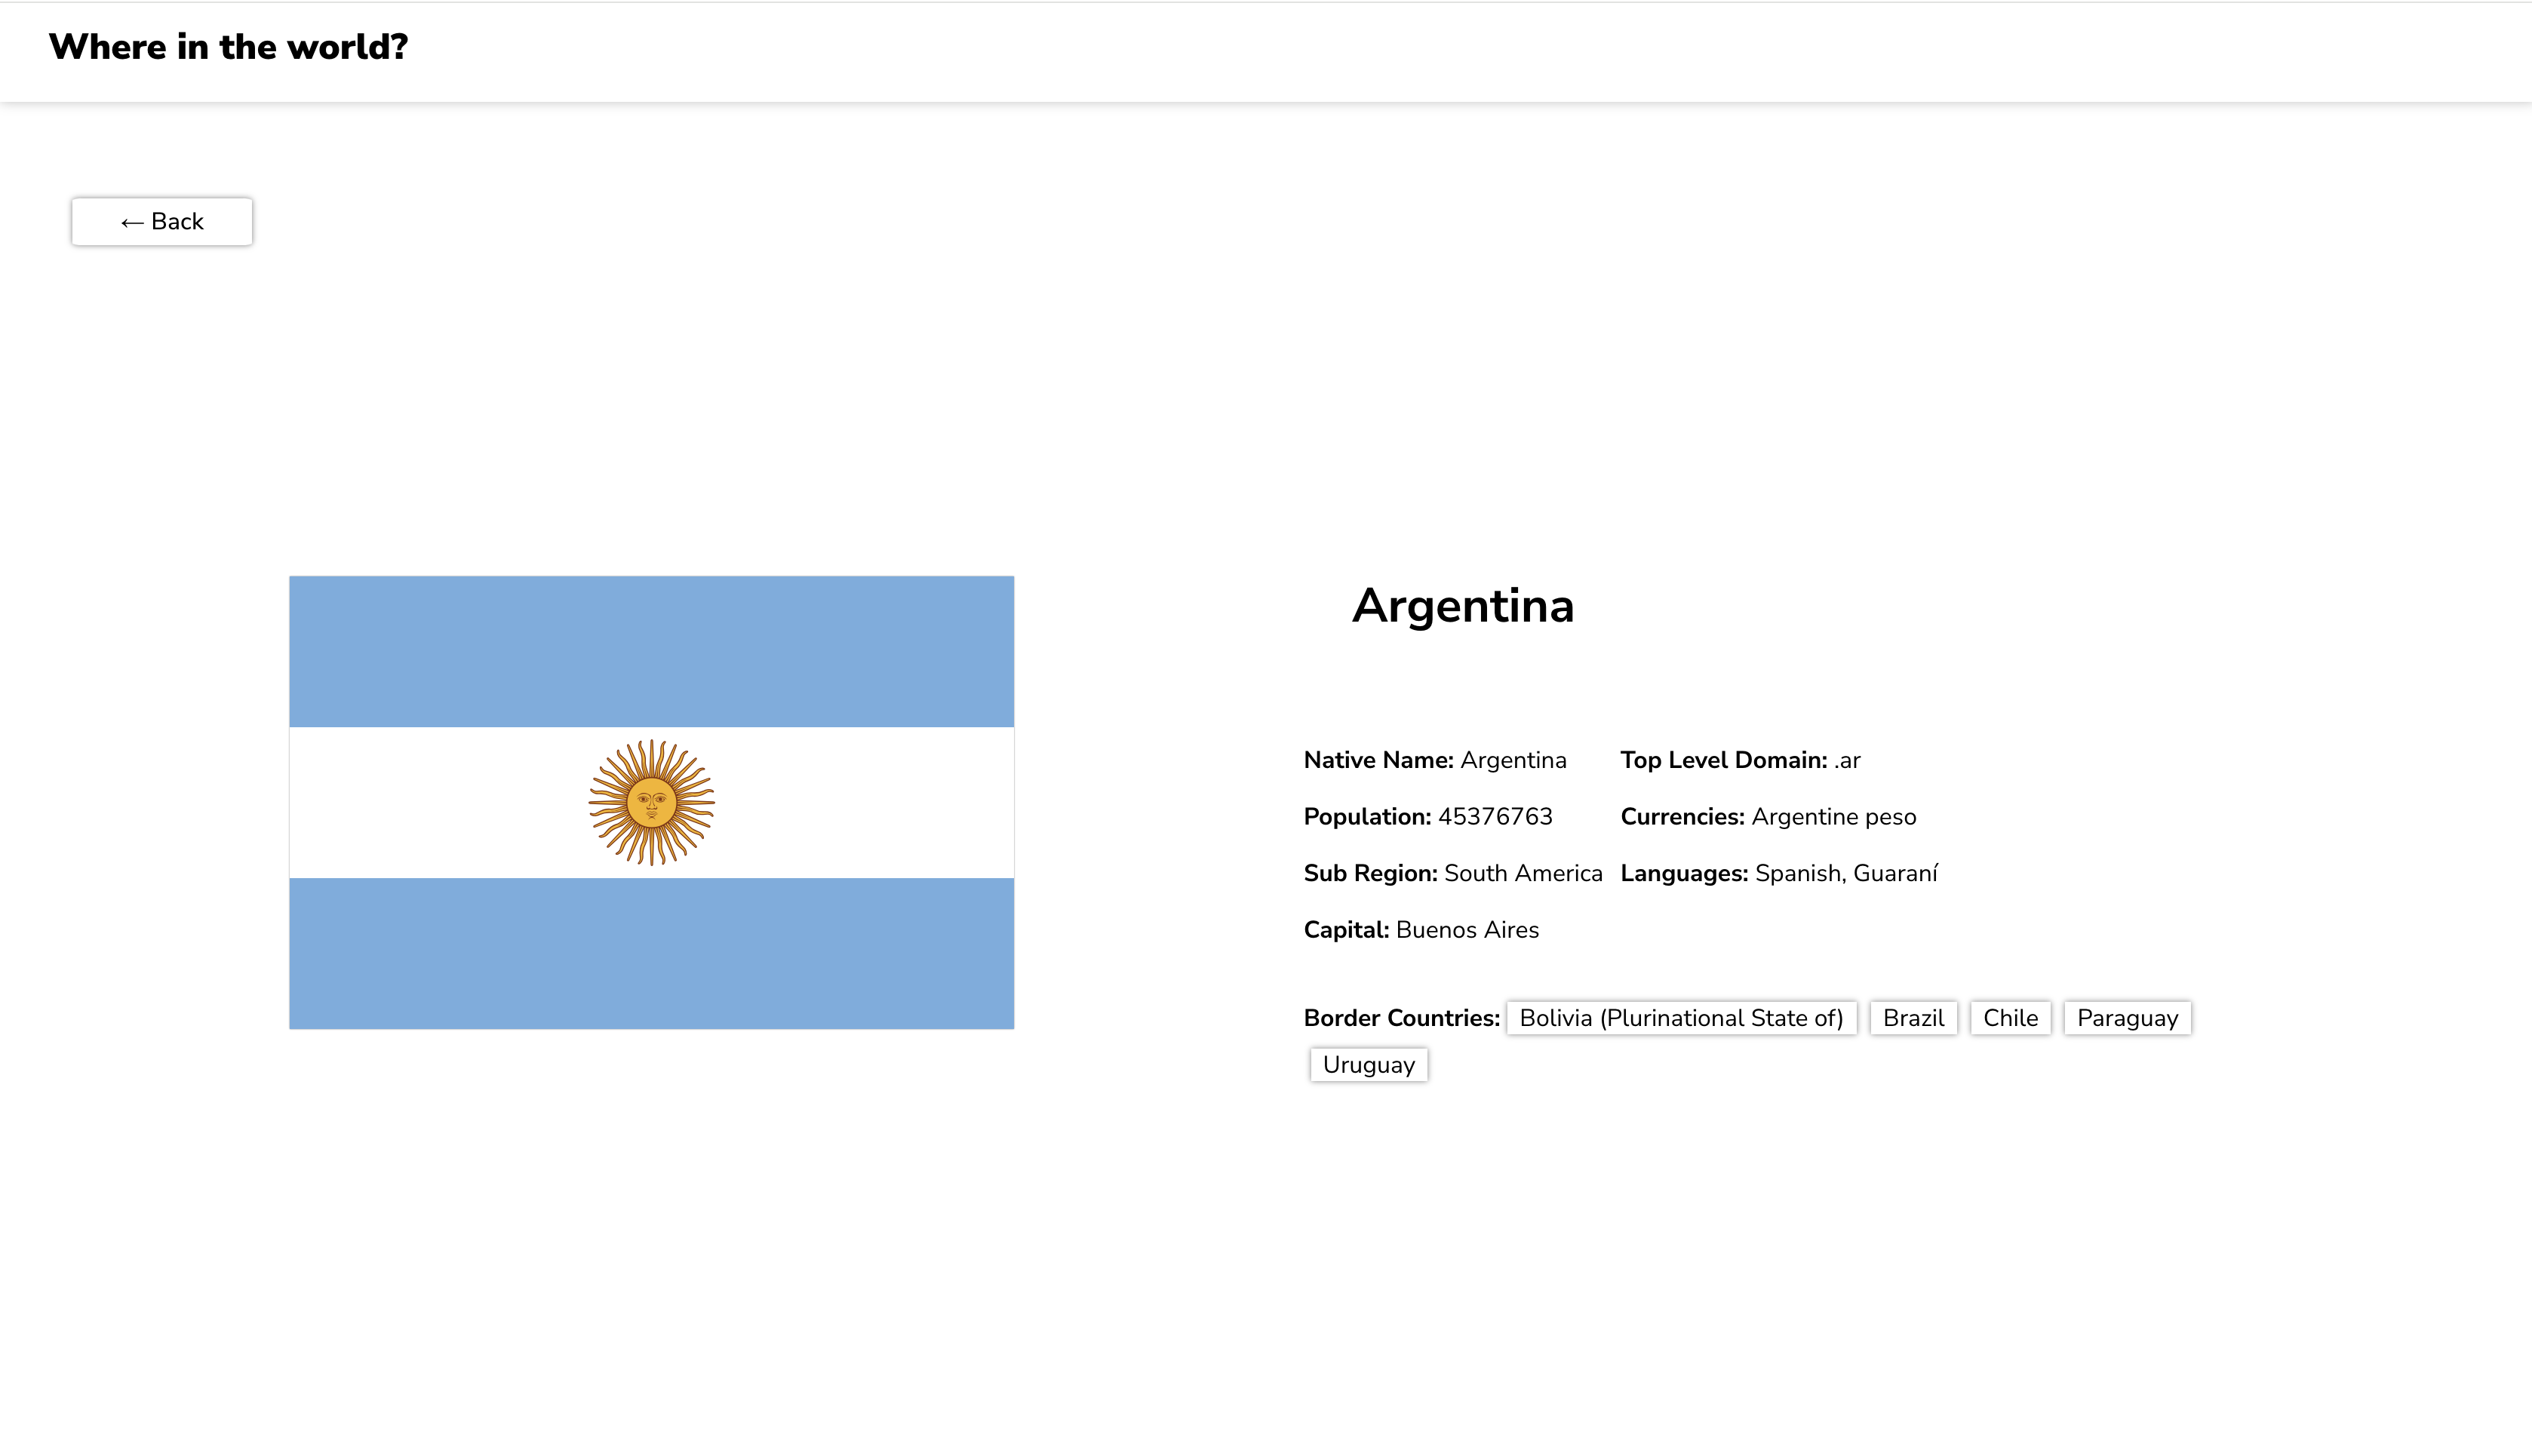 Where in the world?
← Back
Argentina
Native Name: Argentina
Population: 45376763
Sub Region: South America
Capital: Buenos Aires
Top Level Domain: .ar
Currencies: Argentine peso
Languages: Spanish, Guaraní
Border Countries: Bolivia (Plurinational State of) Brazil Chile Paraguay
Uruguay